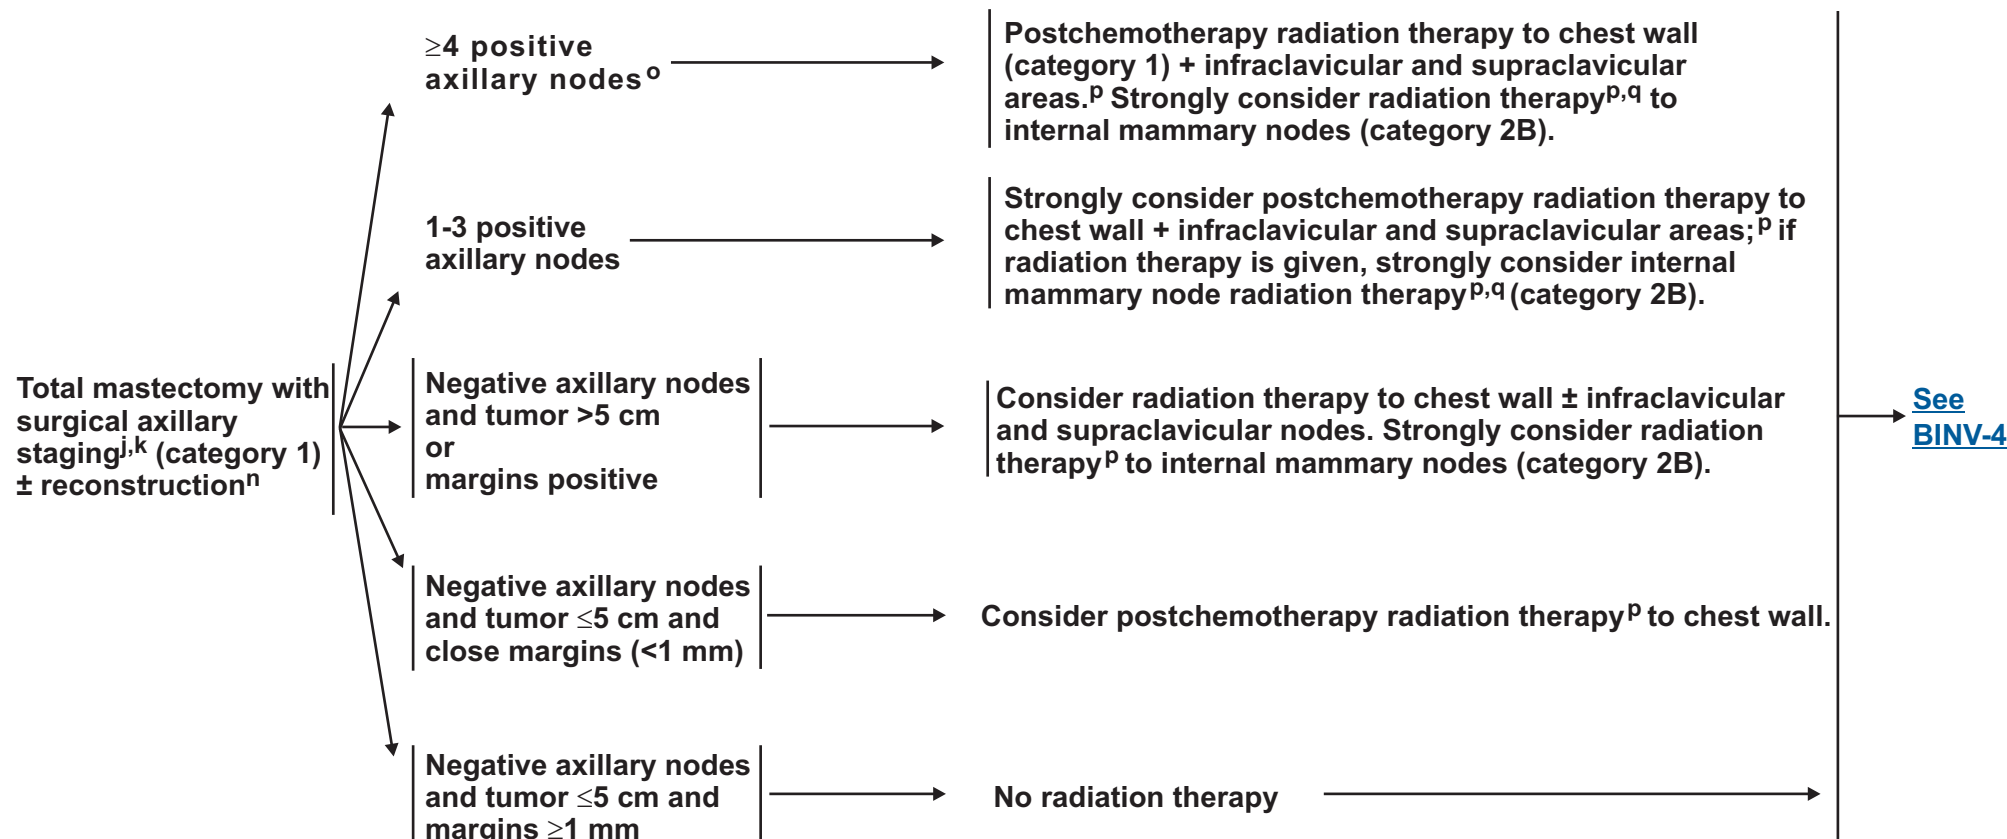 ≥4 positive
axillary nodes°
Postchemotherapy radiation therapy to chest wall
(category 1) + infraclavicular and supraclavicular
areas.p Strongly consider radiation therapyp,q to
internal mammary nodes (category 2B).
1-3 positive
axillary nodes
Strongly consider postchemotherapy radiation therapy to
chest wall + infraclavicular and supraclavicular areas;p if
radiation therapy is given, strongly consider internal
mammary node radiation therapyp,q (category 2B).
Total mastectomy with
surgical axillary
stagingj,k (category 1)
± reconstructionn
Negative axillary nodes
and tumor >5 cm
or
margins positive
Consider radiation therapy to chest wall ± infraclavicular
and supraclavicular nodes. Strongly consider radiation
therapyp to internal mammary nodes (category 2B).
See
BINV-4
Negative axillary nodes
and tumor ≤5 cm and
close margins (<1 mm)
Consider postchemotherapy radiation therapyp to chest wall.
Negative axillary nodes
and tumor ≤5 cm and
margins ≥1 mm
No radiation therapy